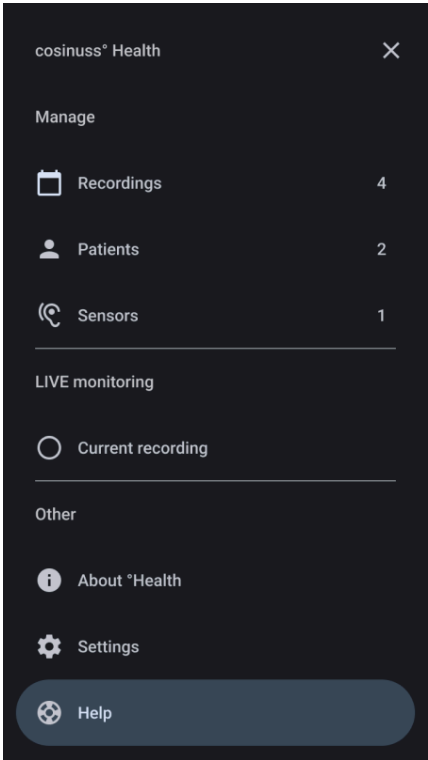 cosinuss° Health
Manage
Recordings 4
Patients 2
Sensors 1
LIVE monitoring
Current recording
Other
About °Health
Settings
Help